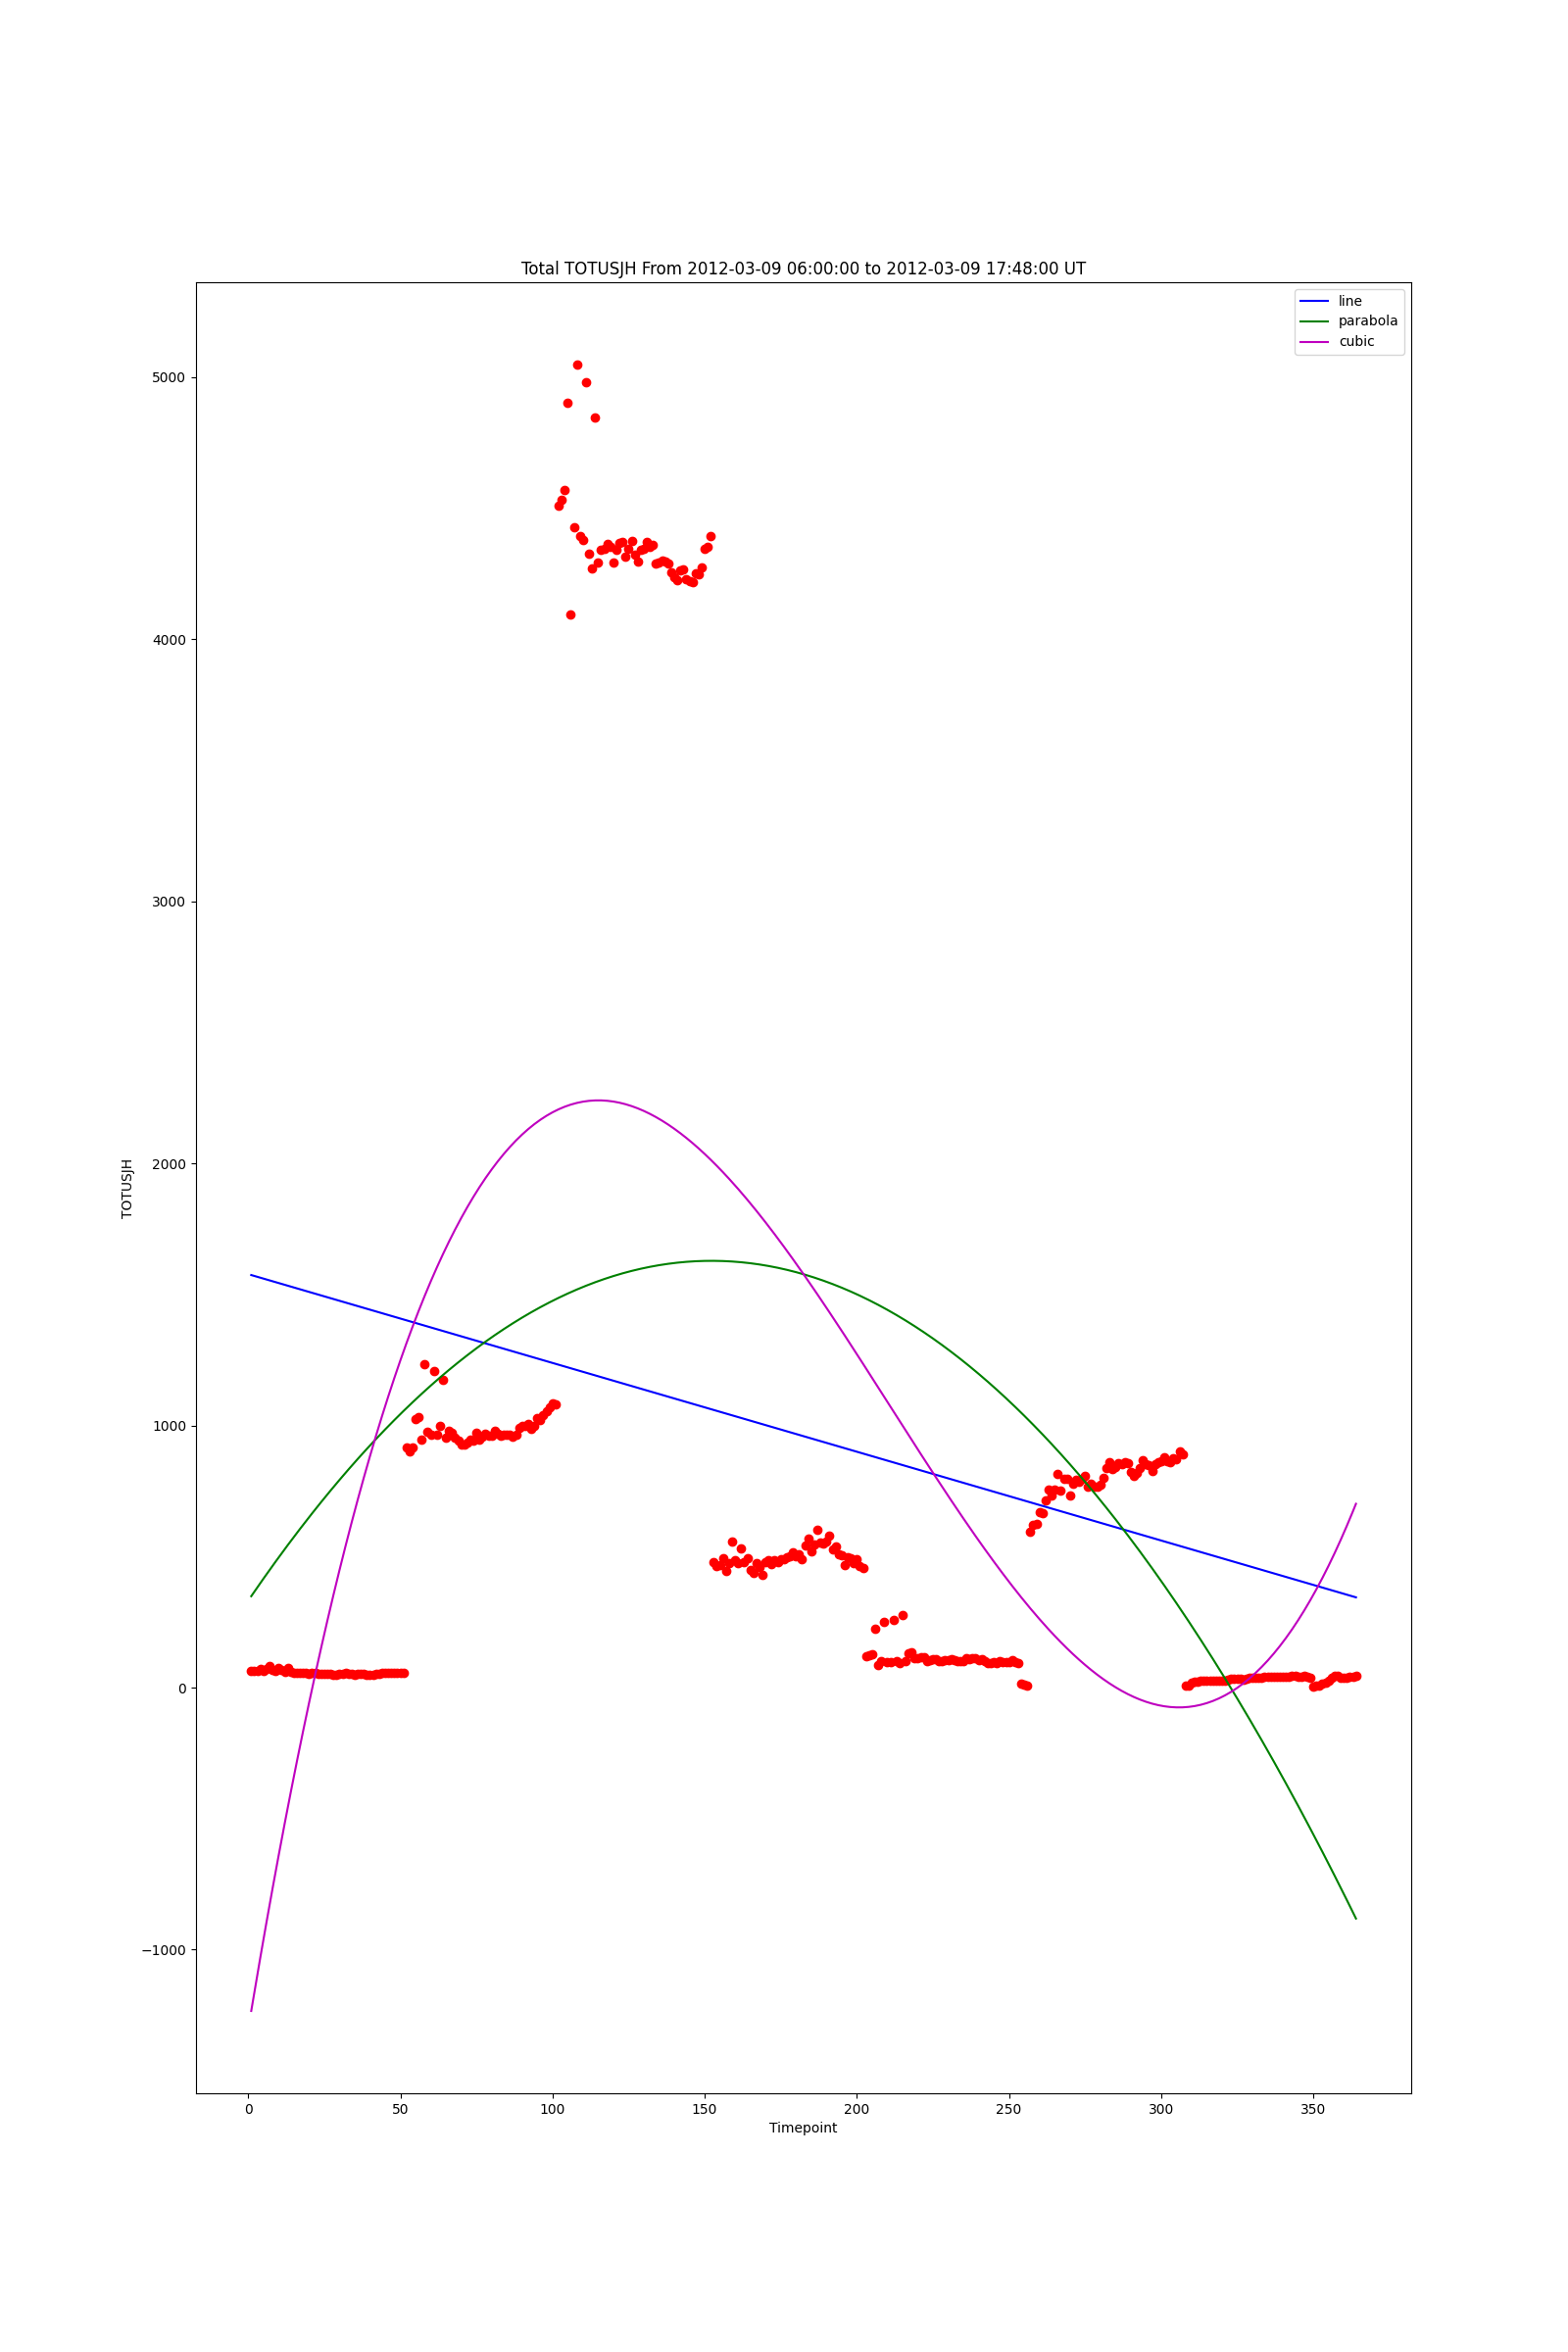 Total TOTUSJH From 2012-03-09 06:00:00 to 2012-03-09 17:48:00 UT
line
parabola
cubic
5000
4000
3000
2000
1000
0
−1000
TOTUSJH
0 50 100 150 200 250 300 350
Timepoint